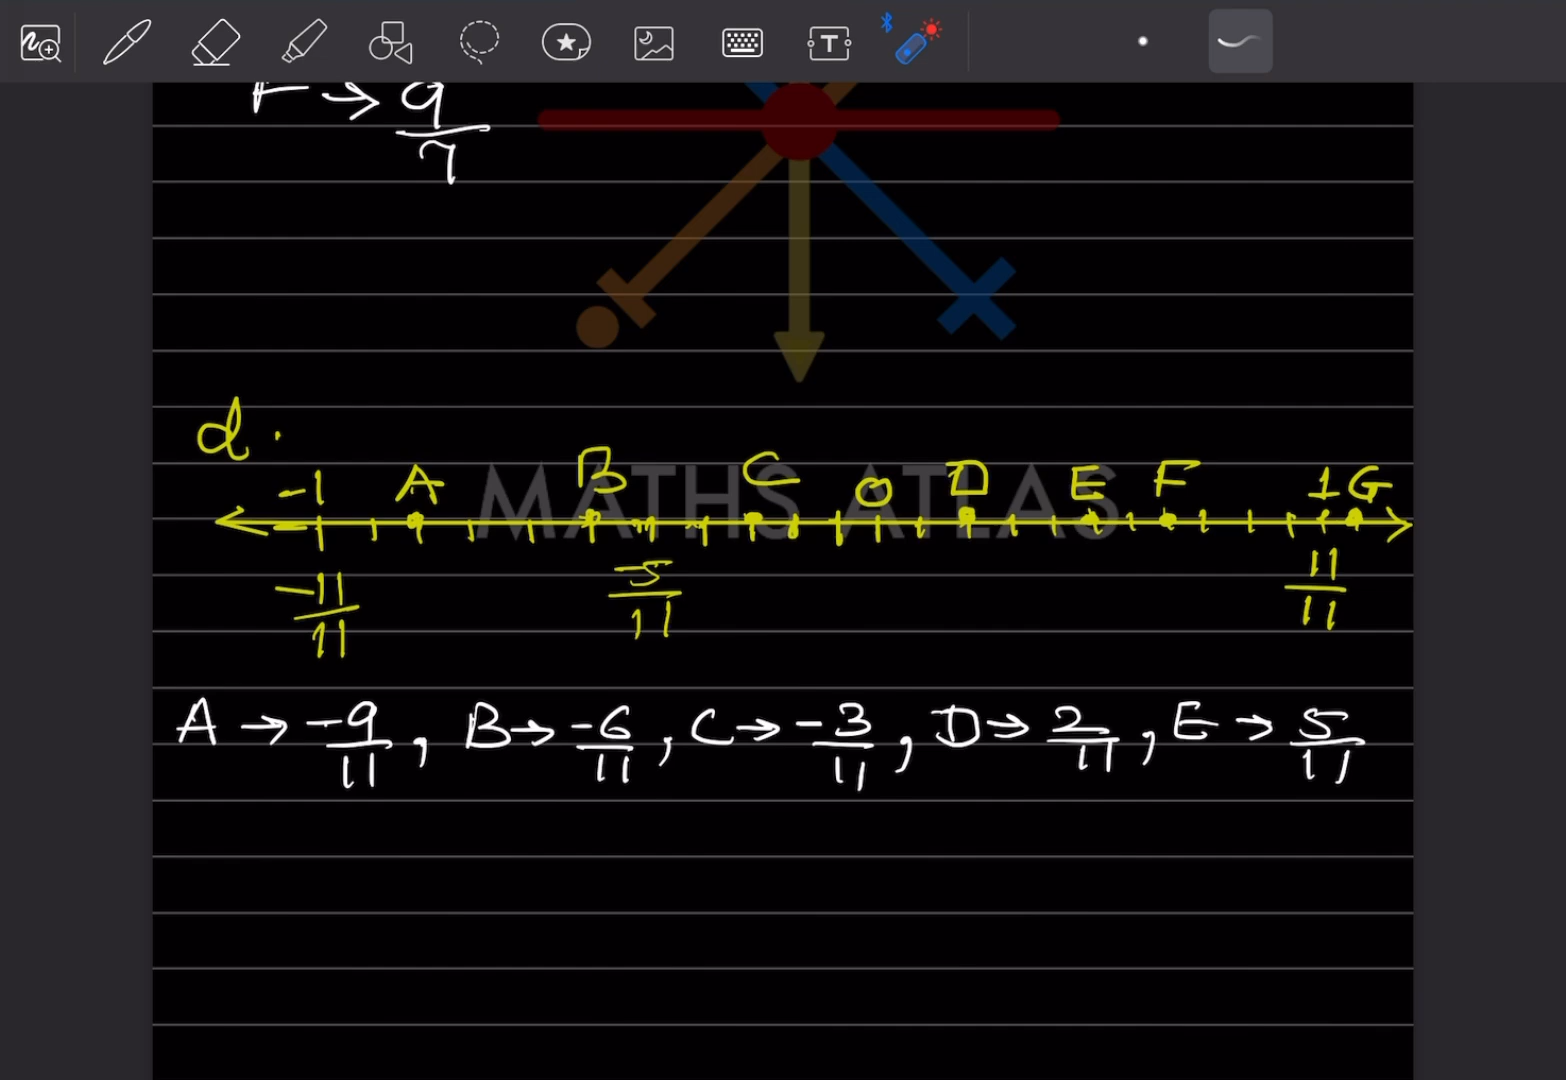 F → 9/7
d.
-1 A B C 0 D E F 1 G
MATHS ATLAS
-11/11 -5/11 11/11
A → -9/11, B → -6/11, C → -3/11, D → 2/11, E → 5/11